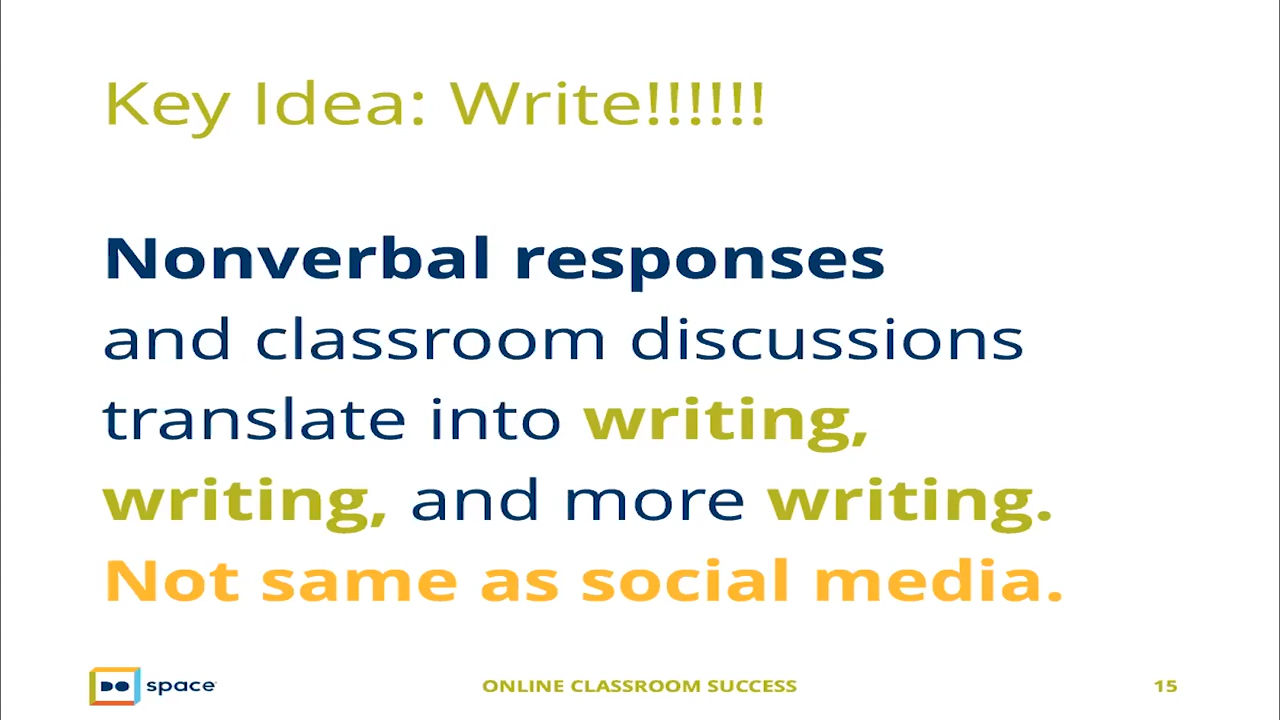 Key Idea: Write!!!!!!
Nonverbal responses
and classroom discussions
translate into writing,
writing, and more writing.
Not same as social media.
DO space
ONLINE CLASSROOM SUCCESS
15